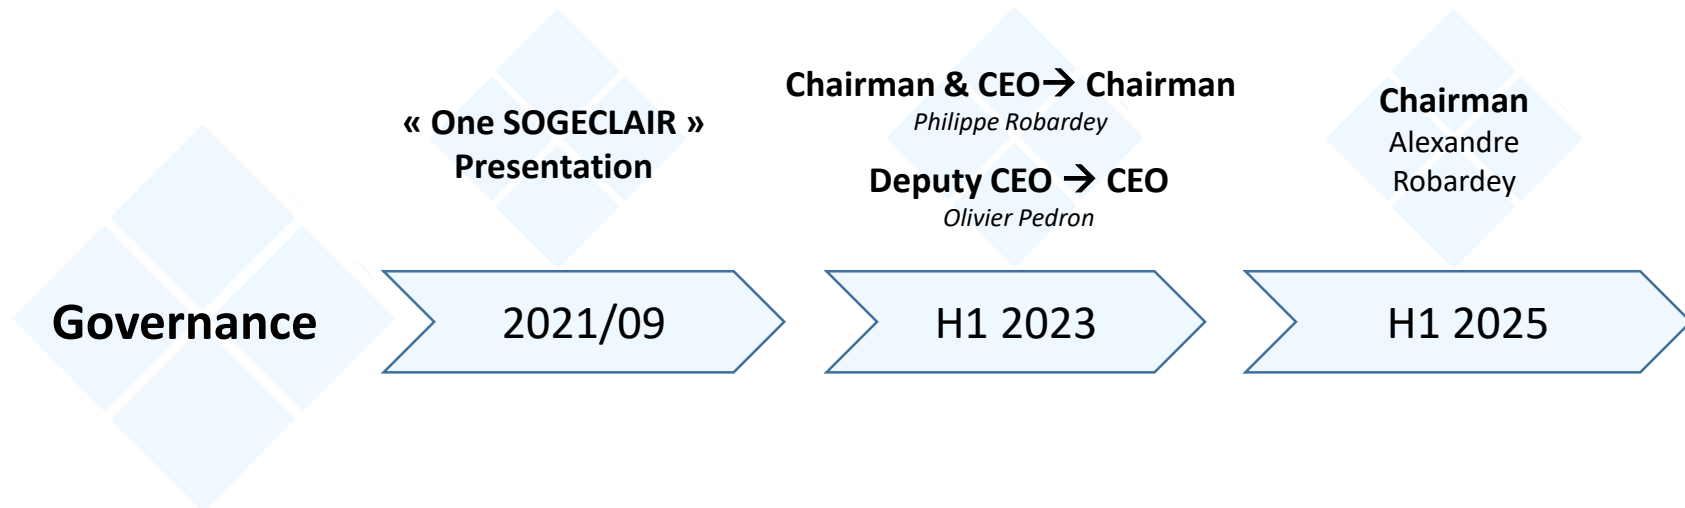 Governance
« One SOGECLAIR »
Presentation
2021/09
Chairman & CEO→ Chairman
Philippe Robardey
Deputy CEO → CEO
Olivier Pedron
H1 2023
Chairman
Alexandre
Robardey
H1 2025